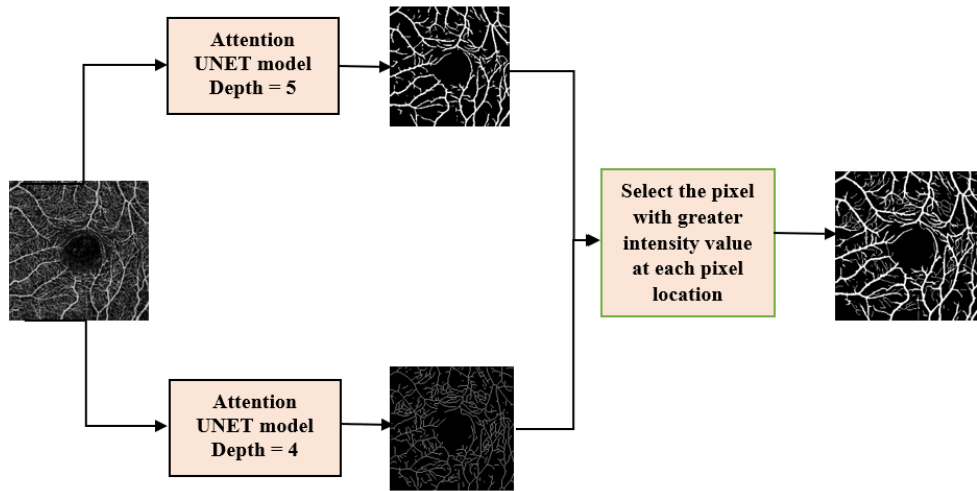 Attention
UNET model
Depth = 5
Select the pixel
with greater
intensity value
at each pixel
location
Attention
UNET model
Depth = 4